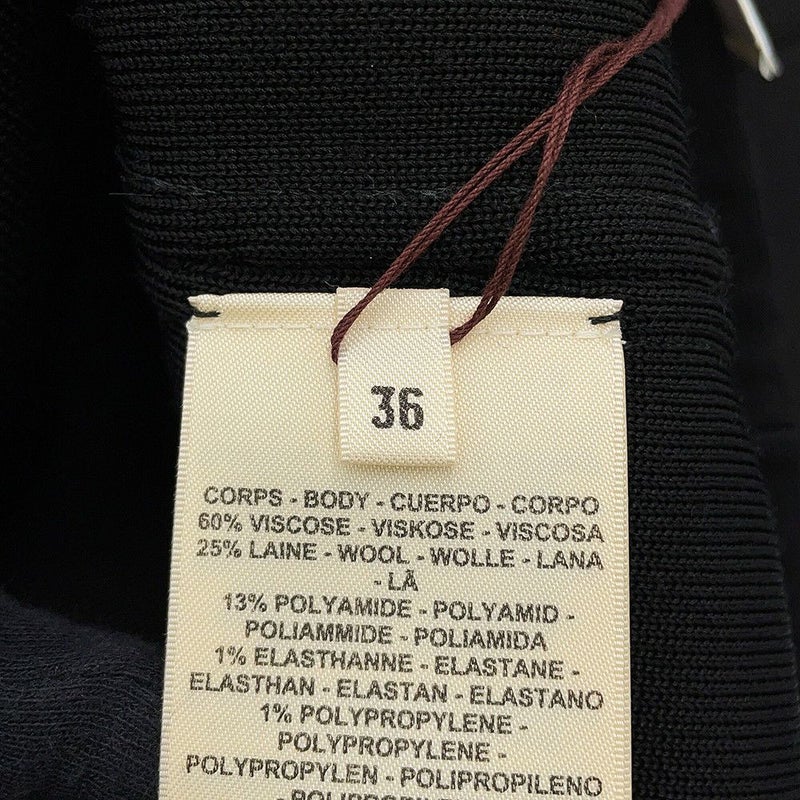 36
CORPS - BODY - CUERPO - CORPO
60% VISCOSE - VISKOSE - VISCOSA
25% LAINE - WOOL - WOLLE - LANA
- LÃ
13% POLYAMIDE - POLYAMID -
POLIAMMIDE - POLIAMIDA
1% ELASTHANNE - ELASTANE -
ELASTHAN - ELASTAN - ELASTANO
1% POLYPROPYLENE -
POLYPROPYLENE -
POLYPROPYLEN - POLIPROPILENO